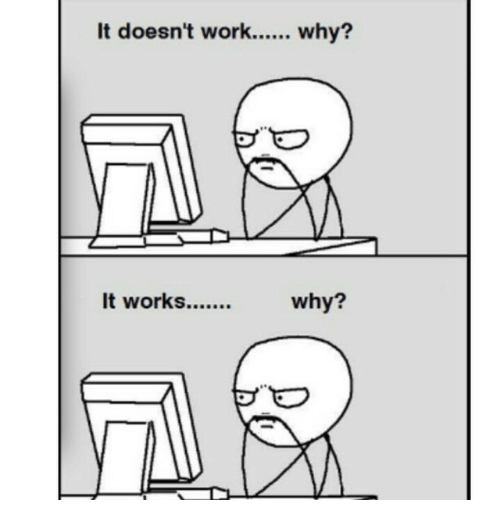 It doesn't work...... why?
It works....... why?